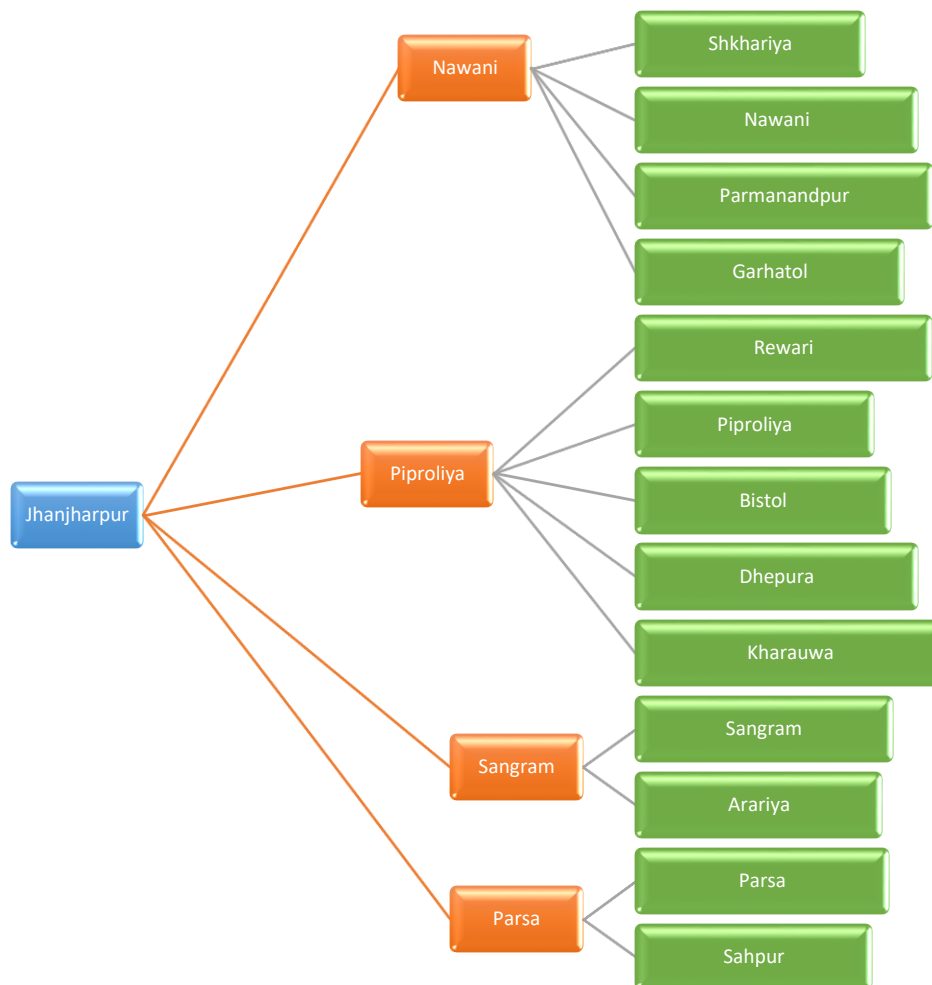 Jhanjharpur
Nawani
Shkhariya
Nawani
Parmanandpur
Garhatol
Piproliya
Rewari
Piproliya
Bistol
Dhepura
Kharauwa
Sangram
Sangram
Arariya
Parsa
Parsa
Sahpur